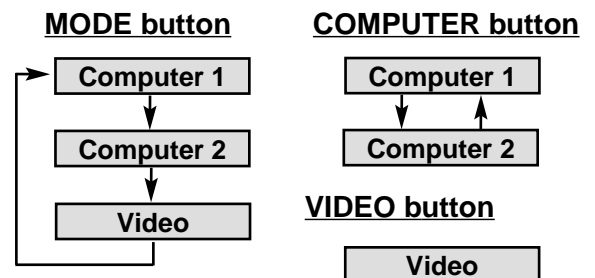 MODE button
Computer 1
Computer 2
Video
COMPUTER button
Computer 1
Computer 2
VIDEO button
Video